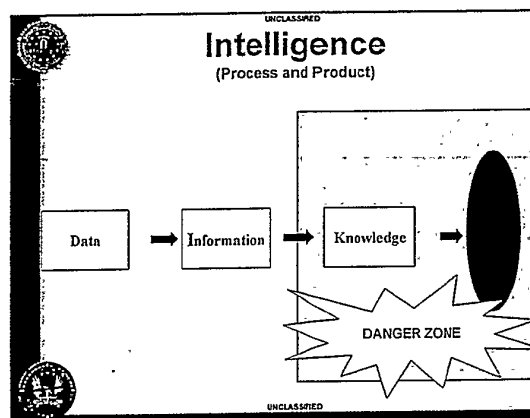 UNCLASSIFIED
Intelligence
(Process and Product)
Data
Information
Knowledge
DANGER ZONE
UNCLASSIFIED